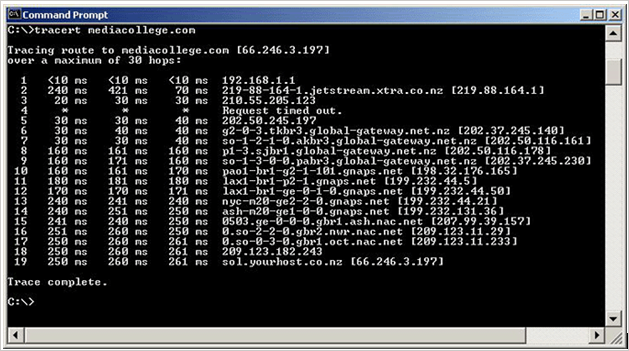 Command Prompt
C:\>tracert mediacollege.com
Tracing route to mediacollege.com [66.246.3.197]
over a maximum of 30 hops:
1 <10 ms <10 ms <10 ms 192.168.1.1
2 240 ms 421 ms 70 ms 219-88-164-1.jetstream.xtra.co.nz [219.88.164.1]
3 20 ms 30 ms 30 ms 210.55.205.123
4 * * * Request timed out.
5 30 ms 30 ms 40 ms 202.50.245.197
6 30 ms 40 ms 40 ms g2-0-3.tkbr3.global-gateway.net.nz [202.37.245.140]
7 30 ms 30 ms 40 ms so-1-2-1-0.akbr3.global-gateway.net.nz [202.50.116.161]
8 160 ms 161 ms 160 ms p1-3.sjbr1.global-gateway.net.nz [202.50.116.178]
9 160 ms 171 ms 160 ms so-1-3-0-0.pabr3.global-gateway.net.nz [202.37.245.230]
10 160 ms 161 ms 170 ms pao1-br1-g2-1-101.gnaps.net [198.32.176.165]
11 180 ms 181 ms 180 ms lax1-br1-p2-1.gnaps.net [199.232.44.5]
12 170 ms 170 ms 171 ms lax1-br1-ge-0-1-0.gnaps.net [199.232.44.50]
13 240 ms 241 ms 240 ms nyc-n20-ge2-2-0.gnaps.net [199.232.44.21]
14 240 ms 251 ms 250 ms ash-n20-ge1-0-0.gnaps.net [199.232.131.36]
15 241 ms 240 ms 250 ms 0503.ge-0-0-0.gbr1.ash.nac.net [207.99.39.157]
16 251 ms 260 ms 250 ms 0.so-2-2-0.gbr2.nwr.nac.net [209.123.11.29]
17 250 ms 260 ms 261 ms 0.so-0-3-0.gbr1.oct.nac.net [209.123.11.233]
18 250 ms 260 ms 261 ms 209.123.182.243
19 250 ms 260 ms 261 ms sol.yourhost.co.nz [66.246.3.197]
Trace complete.
C:\>